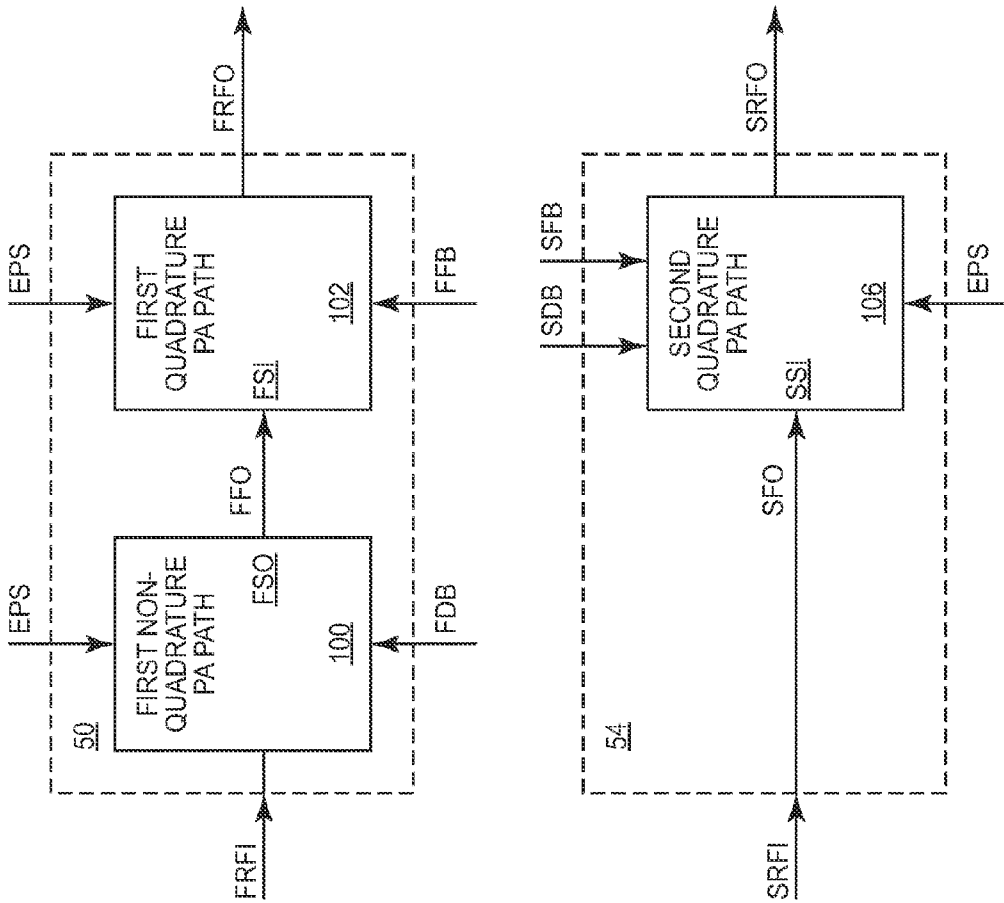 EPS
EPS
50
FIRST NON-
QUADRATURE
PA PATH
FSO
100
FIRST
QUADRATURE
PA PATH
FSI
102
FRFI
FFO
FRFO
FDB
FFB
SDB
SFB
54
SECOND
QUADRATURE
PA PATH
SSI
106
SRFI
SFO
SRFO
EPS